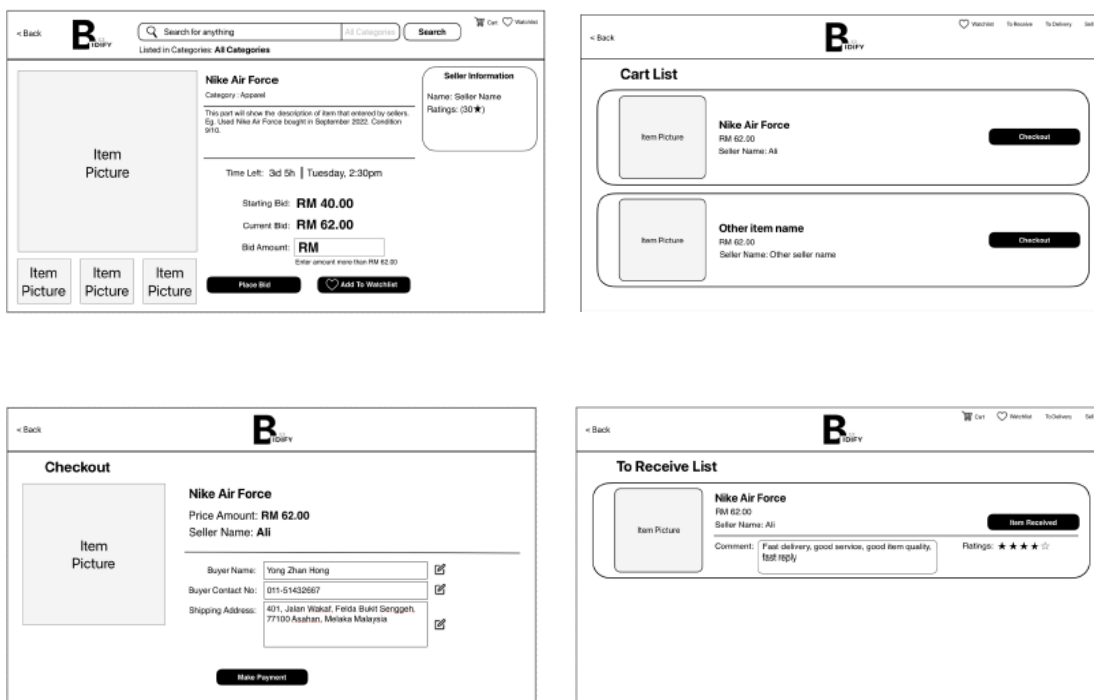 < Back
BIDIFY
Search for anything
All Categories
Search
Cart
Watchlist
Listed in Categories: All Categories
Item
Picture
Item
Picture
Item
Picture
Item
Picture
Nike Air Force
Category : Apparel
This part will show the description of item that entered by sellers.
Eg. Used Nike Air Force bought in September 2022. Condition
9/10.
Time Left: 3d 5h | Tuesday, 2:30pm
Starting Bid: RM 40.00
Current Bid: RM 62.00
Bid Amount: RM
Enter amount more than RM 62.00
Place Bid
Add To Watchlist
Seller Information
Name: Seller Name
Ratings: (30★)
< Back
BIDIFY
Watchlist
To Receive
To Delivery
Sell
Cart List
Item Picture
Nike Air Force
RM 62.00
Seller Name: Ali
Checkout
Item Picture
Other item name
RM 62.00
Seller Name: Other seller name
Checkout
< Back
BIDIFY
Checkout
Item
Picture
Nike Air Force
Price Amount: RM 62.00
Seller Name: Ali
Buyer Name: Yong Zhan Hong
Buyer Contact No: 011-51432667
Shipping Address: 401, Jalan Wakaf, Felda Bukit Senggeh,
77100 Asahan, Melaka Malaysia
Make Payment
< Back
BIDIFY
Cart
Watchlist
To Delivery
Sell
To Receive List
Item Picture
Nike Air Force
RM 62.00
Seller Name: Ali
Item Received
Comment: Fast delivery, good service, good item quality,
fast reply
Ratings: ★★★★☆